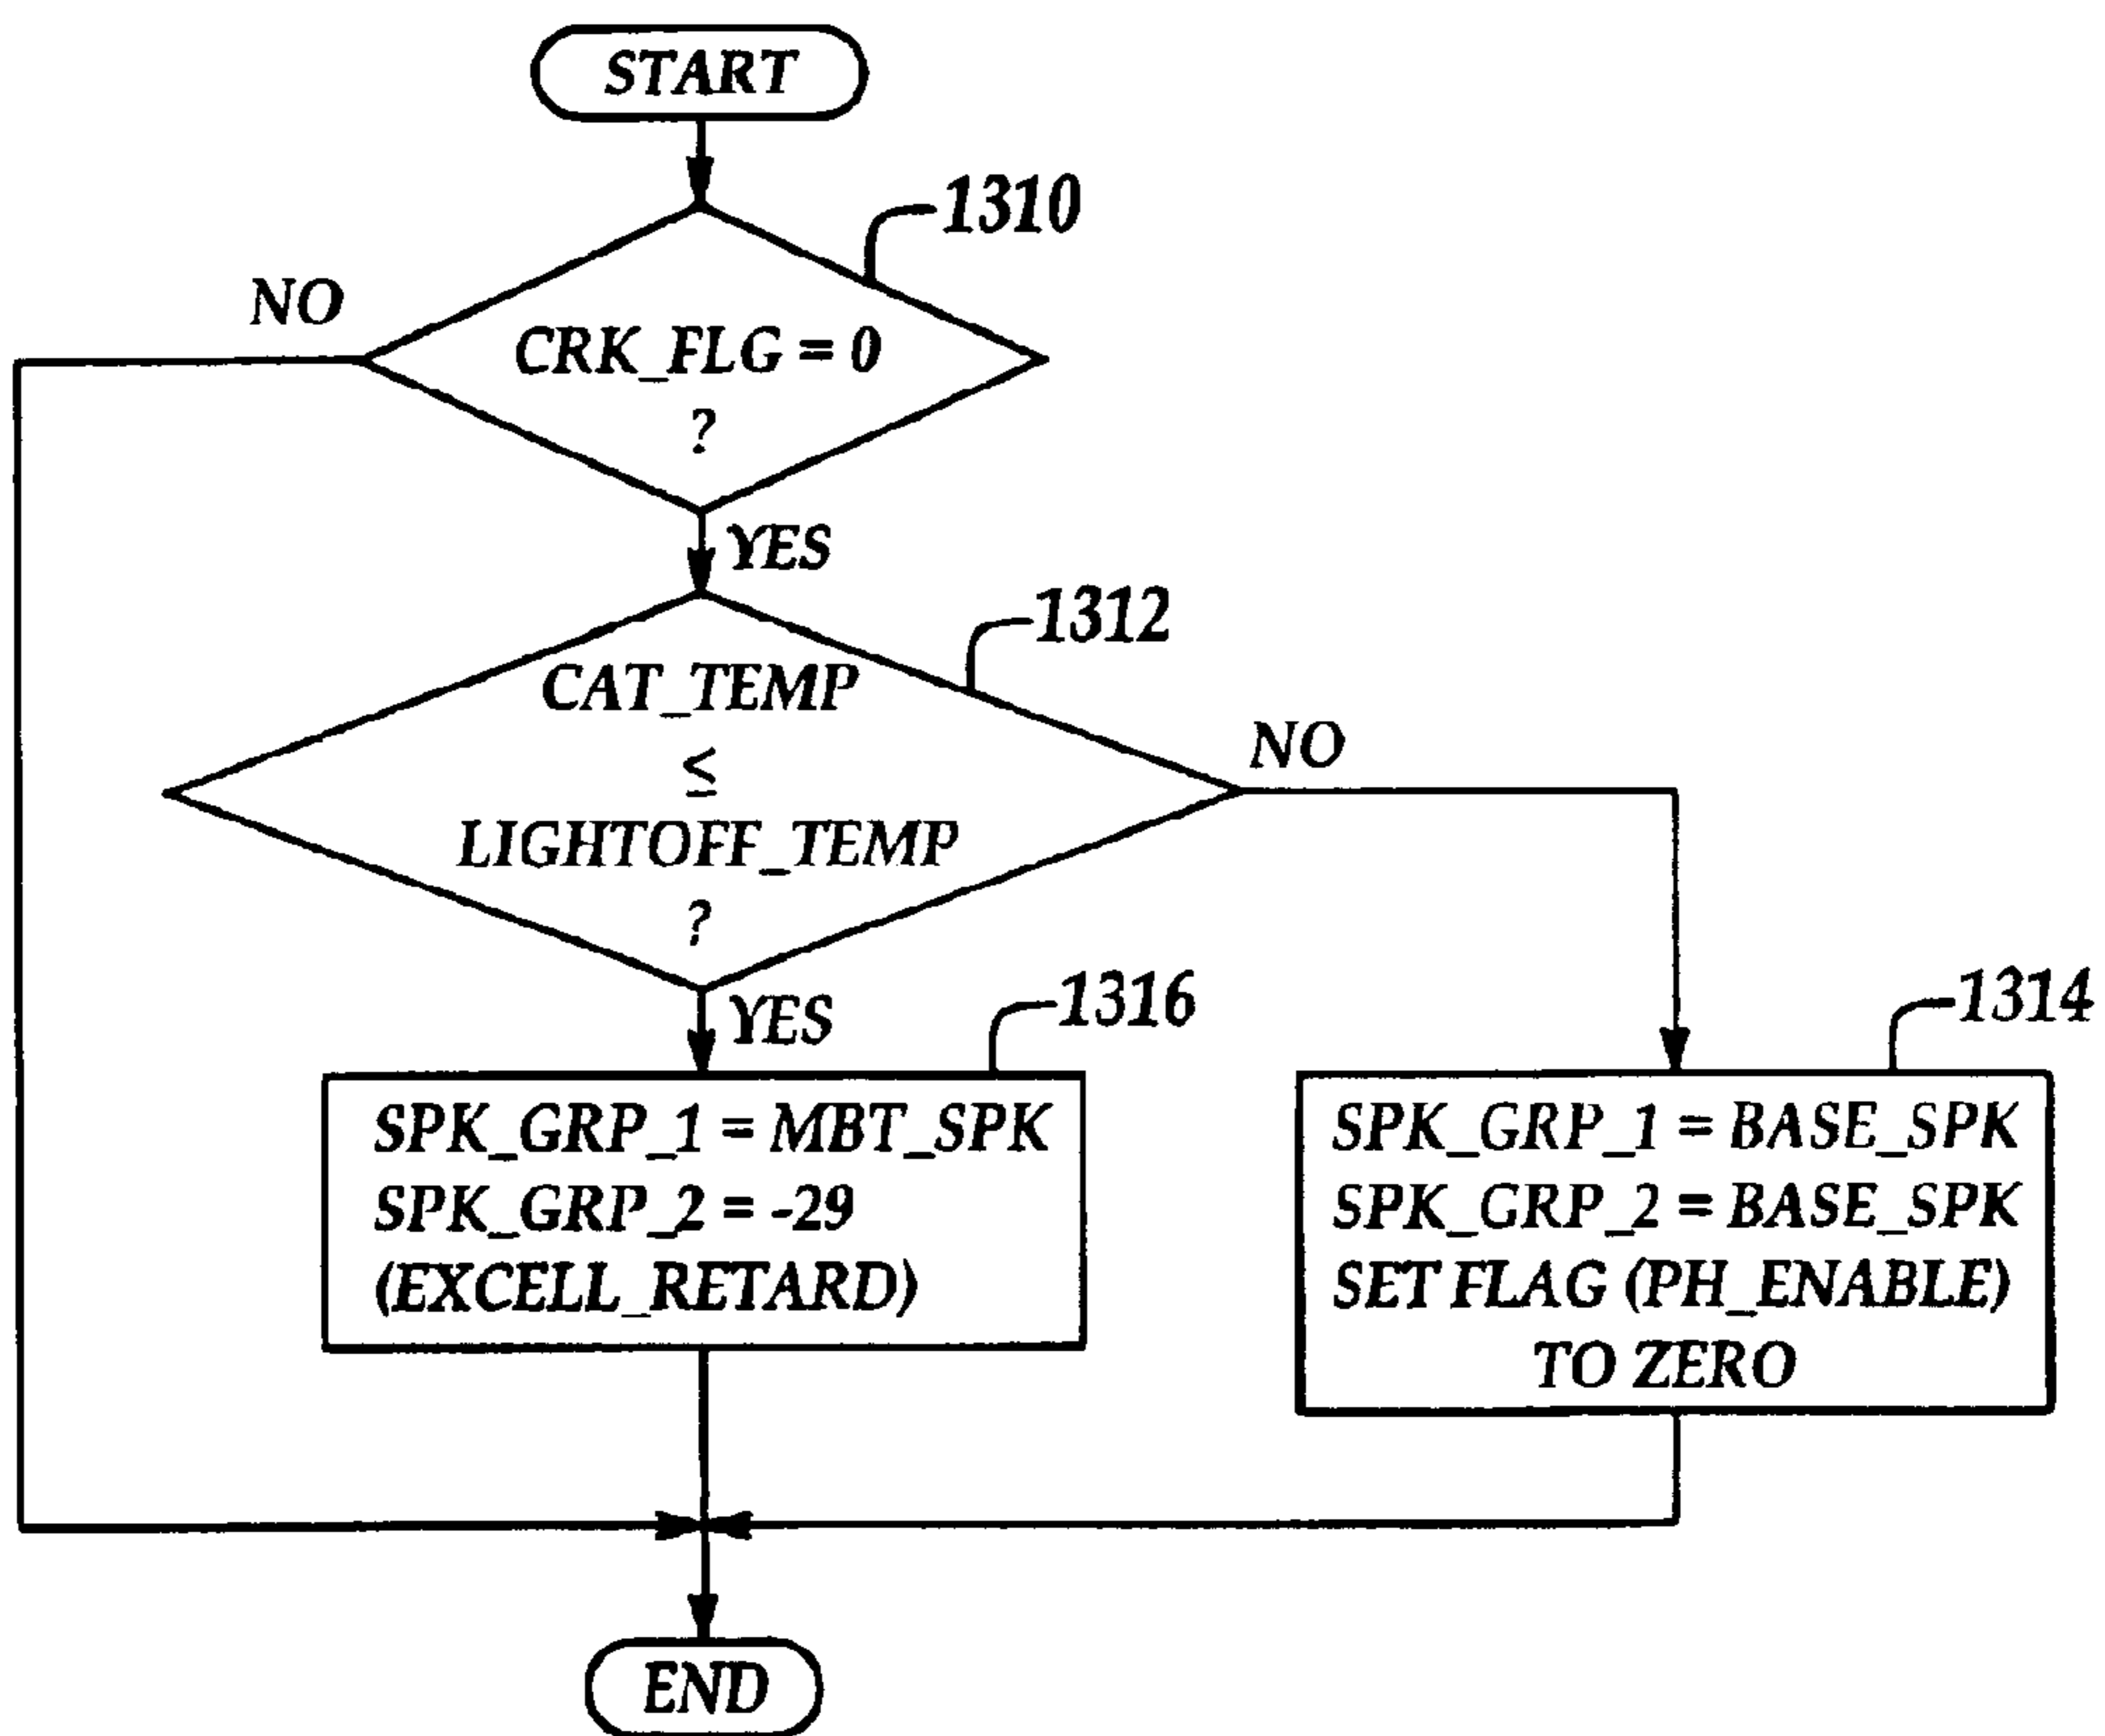 START
1310
NO
CRK_FLG = 0
?
YES
1312
CAT_TEMP
≤
LIGHTOFF_TEMP
?
NO
YES
1316
1314
SPK_GRP_1 = MBT_SPK
SPK_GRP_2 = -29
(EXCELL_RETARD)
SPK_GRP_1 = BASE_SPK
SPK_GRP_2 = BASE_SPK
SET FLAG (PH_ENABLE)
TO ZERO
END